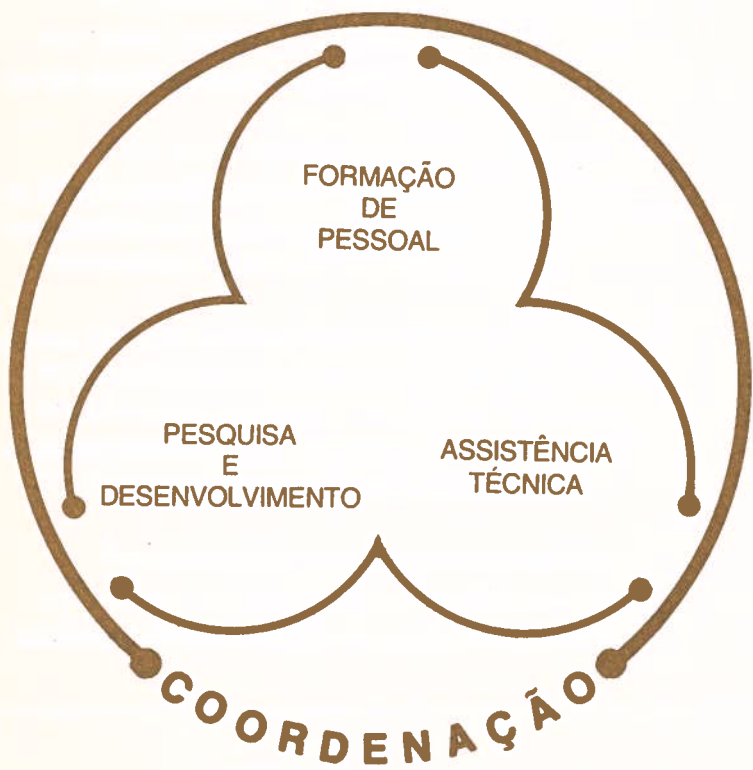 FORMAÇÃO
DE
PESSOAL
PESQUISA
E
DESENVOLVIMENTO
ASSISTÊNCIA
TÉCNICA
COORDENAÇÃO